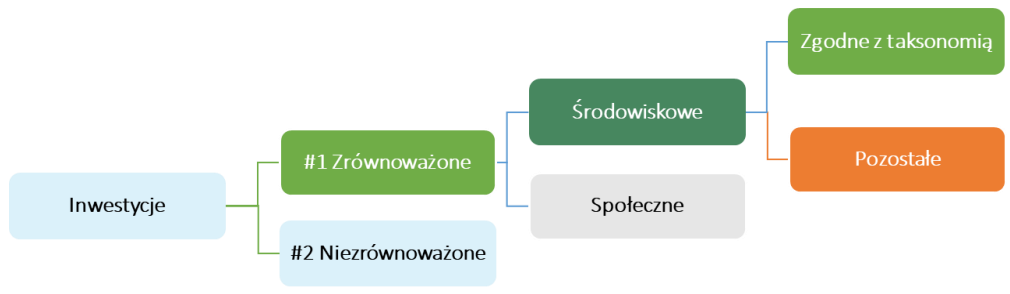 Inwestycje
#1 Zrównoważone
#2 Niezrównoważone
Środowiskowe
Społeczne
Zgodne z taksonomią
Pozostałe